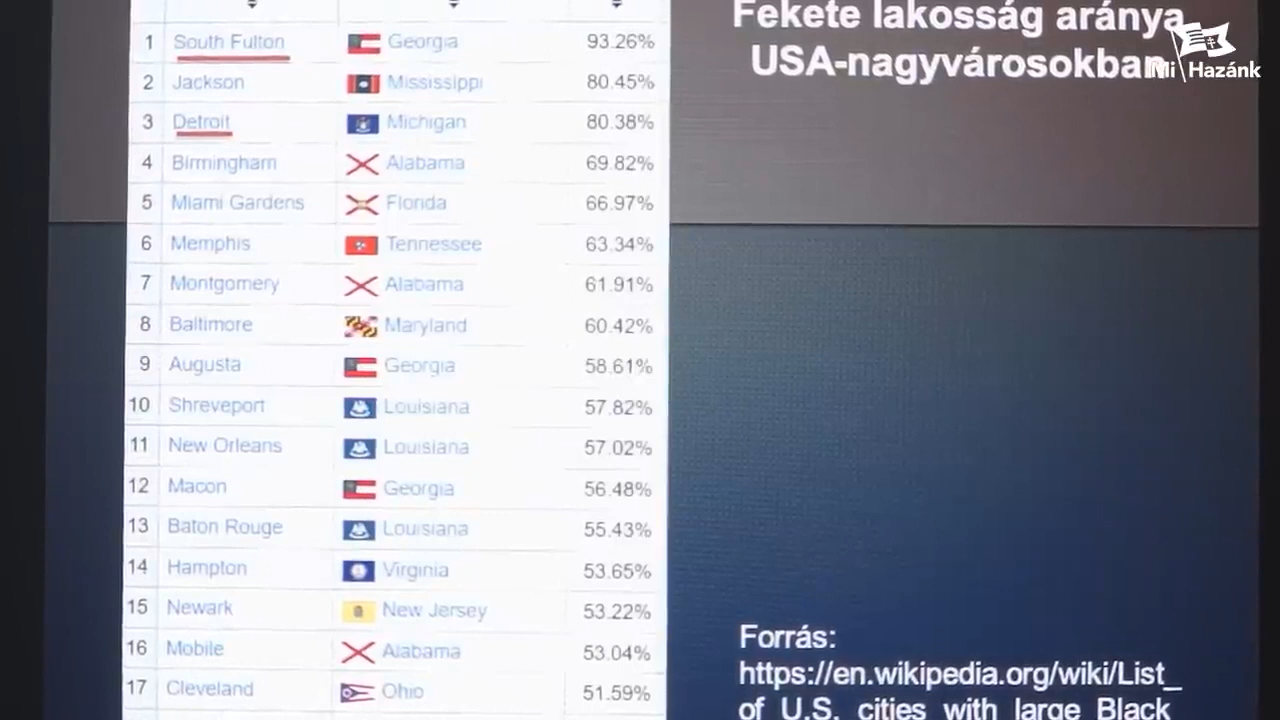 Fekete lakosság aránya
USA-nagyvárosokban
Mi Hazánk
1 South Fulton Georgia 93.26%
2 Jackson Mississippi 80.45%
3 Detroit Michigan 80.38%
4 Birmingham Alabama 69.82%
5 Miami Gardens Florida 66.97%
6 Memphis Tennessee 63.34%
7 Montgomery Alabama 61.91%
8 Baltimore Maryland 60.42%
9 Augusta Georgia 58.61%
10 Shreveport Louisiana 57.82%
11 New Orleans Louisiana 57.02%
12 Macon Georgia 56.48%
13 Baton Rouge Louisiana 55.43%
14 Hampton Virginia 53.65%
15 Newark New Jersey 53.22%
16 Mobile Alabama 53.04%
17 Cleveland Ohio 51.59%
Forrás:
https://en.wikipedia.org/wiki/List_
of_U.S._cities_with_large_Black_